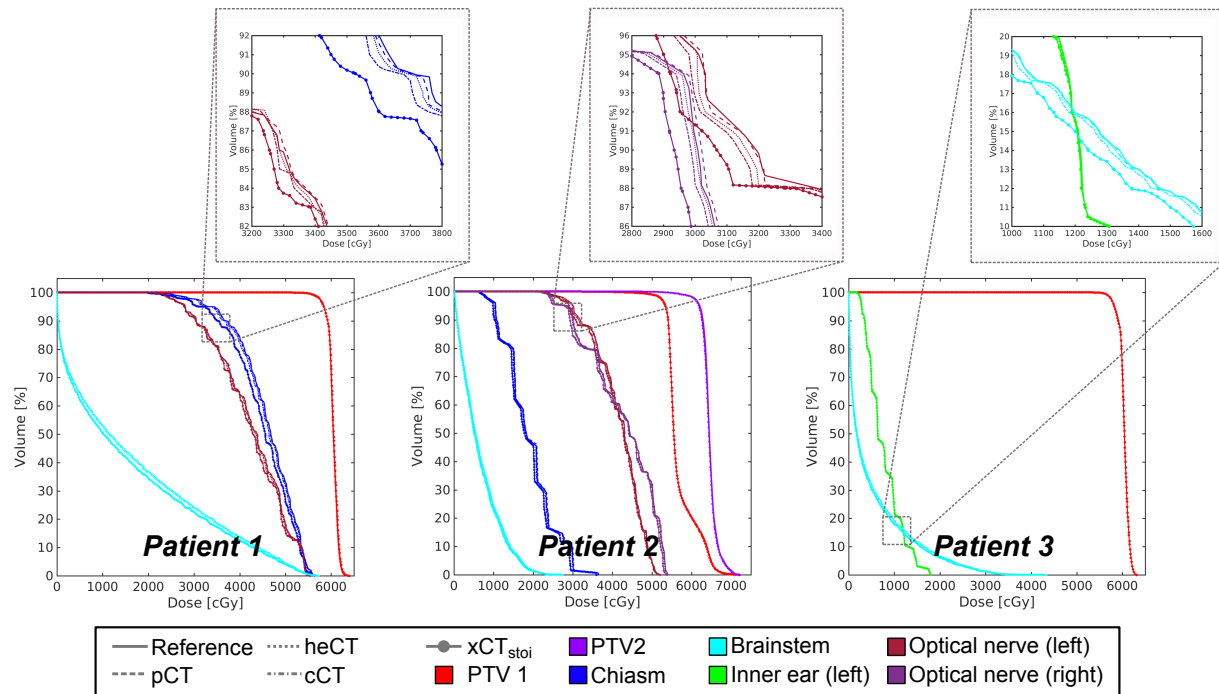 92
91
90
89
88
87
86
85
84
83
82
Volume [%]
3200 3300 3400 3500 3600 3700 3800
Dose [cGy]
96
95
94
93
92
91
90
89
88
87
86
Volume [%]
2800 2900 3000 3100 3200 3300 3400
Dose [cGy]
20
19
18
17
16
15
14
13
12
11
10
Volume [%]
1000 1100 1200 1300 1400 1500 1600
Dose [cGy]
100
90
80
70
60
50
40
30
20
10
0
Volume [%]
Patient 1
0 1000 2000 3000 4000 5000 6000
Dose [cGy]
100
90
80
70
60
50
40
30
20
10
0
Volume [%]
Patient 2
0 1000 2000 3000 4000 5000 6000 7000
Dose [cGy]
100
90
80
70
60
50
40
30
20
10
0
Volume [%]
Patient 3
0 1000 2000 3000 4000 5000 6000
Dose [cGy]
Reference heCT xCTstoi PTV2 Brainstem Optical nerve (left)
pCT cCT PTV 1 Chiasm Inner ear (left) Optical nerve (right)